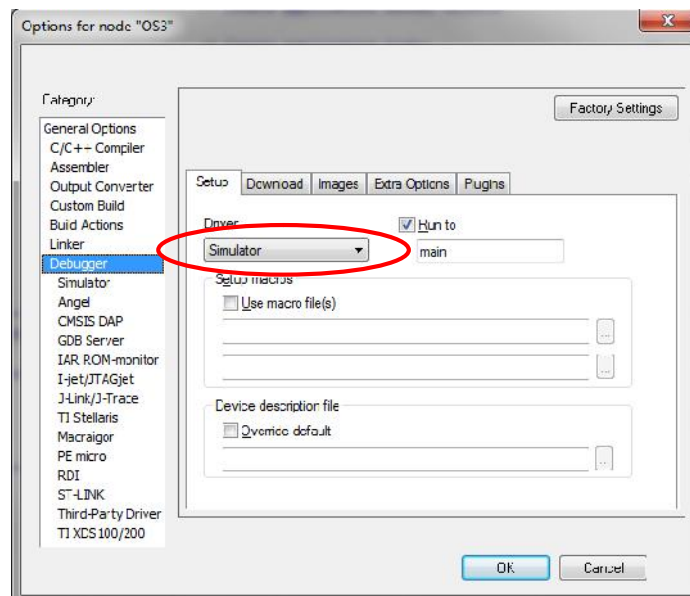 Options for node "OS3"
Category:
Factory Settings
General Options
C/C++ Compiler
Assembler
Output Converter
Custom Build
Buid Actions
Linker
Debugger
Simulator
Angel
CMSIS DAP
GDB Server
IAR ROM-monitor
I-jet/JTAGjet
J-Link/J-Trace
TI Stellaris
Macraigor
PE micro
RDI
ST-LINK
Third-Party Driver
TI XDS100/200
Setup Download Images Extra Options Plugins
Driver
Run to
Simulator
main
Setup macros
Use macro file(s)
...
...
Device description file
Override default
...
OK Cancel